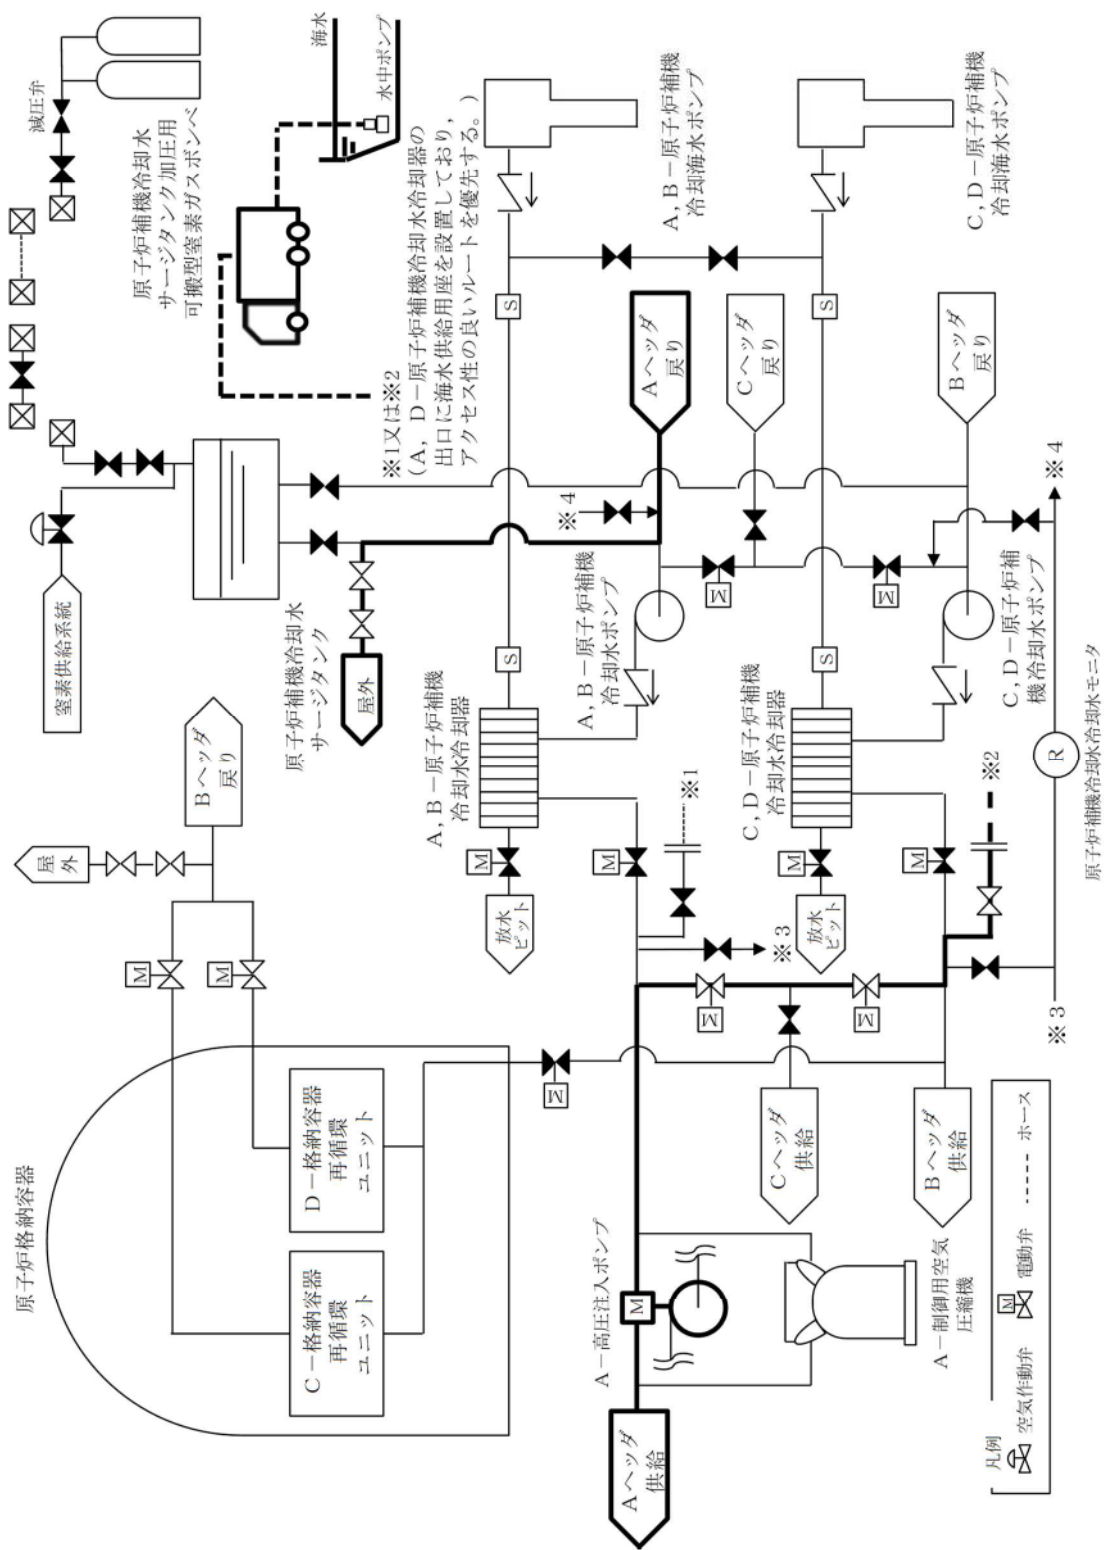 原子炉格納容器
屋
外
M
M
Bヘッダ
戻り
窒素供給系統
減圧弁
原子炉補機冷却水
サージタンク加圧用
可搬型窒素ガスボンベ
C－格納容器
再循環
ユニット
D－格納容器
再循環
ユニット
原子炉補機冷却水
サージタンク
屋外
海水
水中ポンプ
※1又は※2
(A，D－原子炉補機冷却水冷却器の
出口に海水供給用座を設置しており，
アクセス性の良いルートを優先する。)
M
放水
ピット
M
A，B－原子炉補機
冷却水冷却器
S
S
※4
A，B－原子炉補機
冷却水ポンプ
A，B－原子炉補機
冷却海水ポンプ
Aヘッダ
供給
A－高圧注入ポンプ
M
M
※1
Aヘッダ
戻り
M
M
Cヘッダ
戻り
Cヘッダ
供給
※3
放水
ピット
M
C，D－原子炉補機
冷却水冷却器
S
S
M
M
C，D－原子炉補機
冷却海水ポンプ
A－制御用空気
圧縮機
Bヘッダ
供給
M
※2
C，D－原子炉補
機冷却水ポンプ
Bヘッダ
戻り
※3
R
※4
原子炉補機冷却水冷却水モニタ
凡例
空気作動弁
M
電動弁
ホース